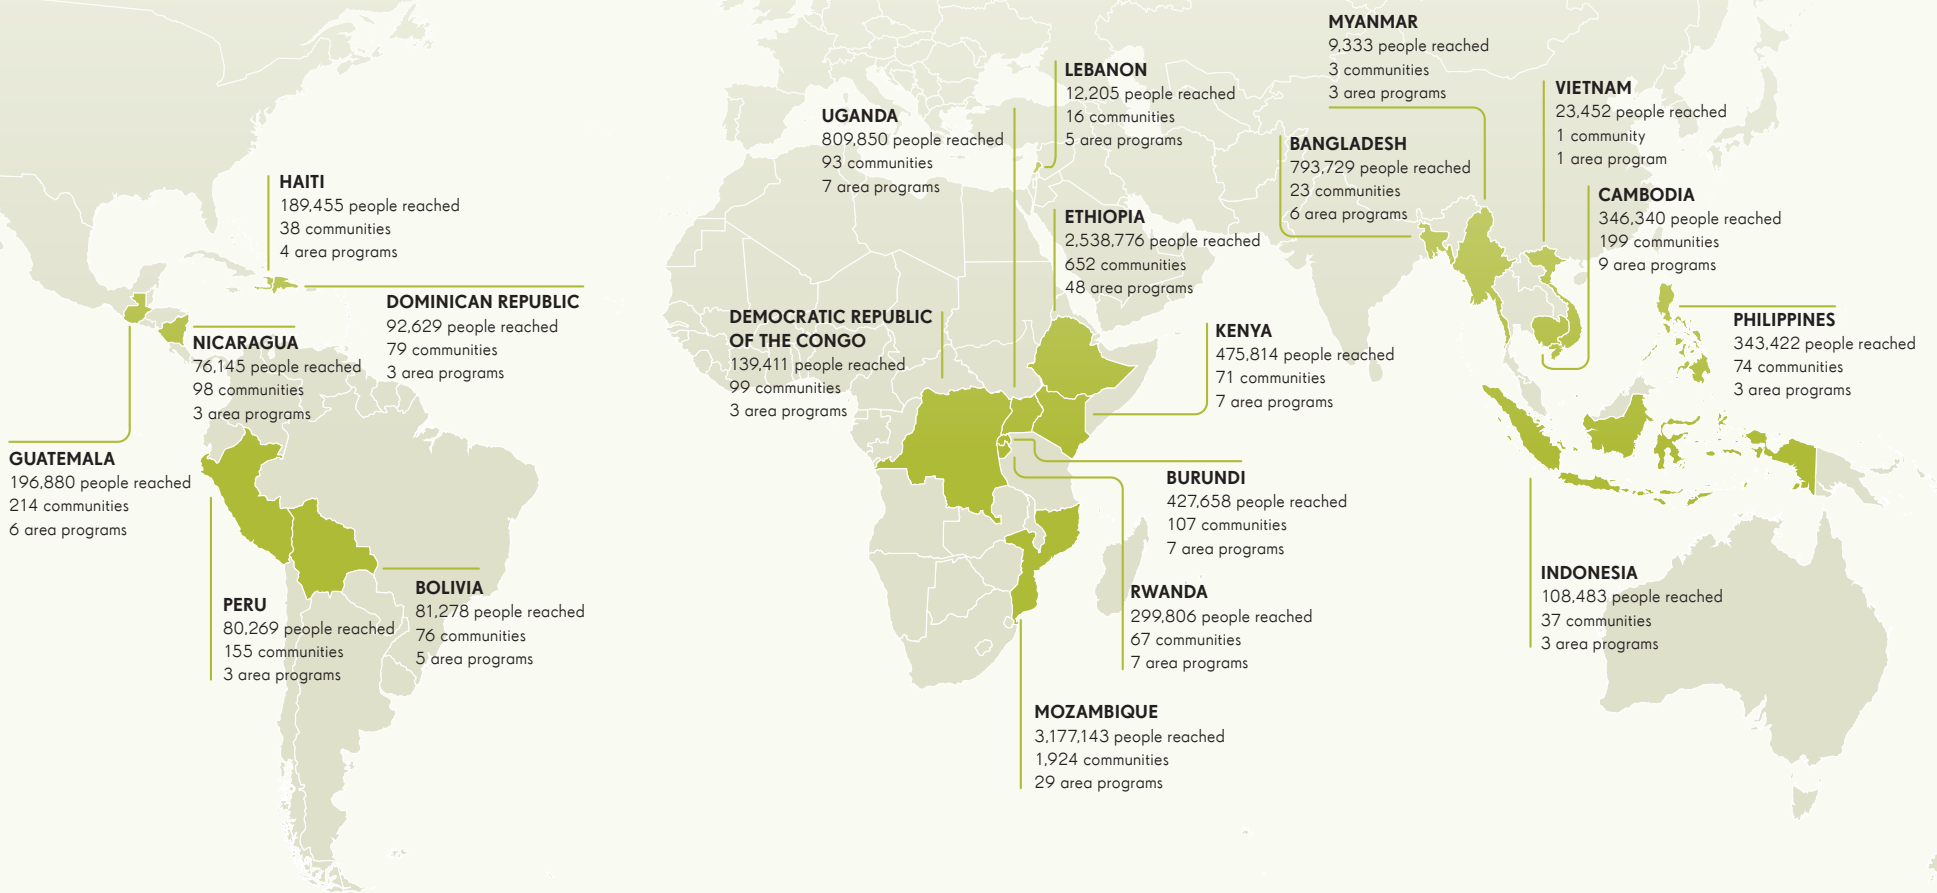 HAITI
189,455 people reached
38 communities
4 area programs
DOMINICAN REPUBLIC
92,629 people reached
79 communities
3 area programs
NICARAGUA
76,145 people reached
98 communities
3 area programs
GUATEMALA
196,880 people reached
214 communities
6 area programs
PERU
80,269 people reached
155 communities
3 area programs
BOLIVIA
81,278 people reached
76 communities
5 area programs
UGANDA
809,850 people reached
93 communities
7 area programs
LEBANON
12,205 people reached
16 communities
5 area programs
ETHIOPIA
2,538,776 people reached
652 communities
48 area programs
DEMOCRATIC REPUBLIC
OF THE CONGO
139,411 people reached
99 communities
3 area programs
KENYA
475,814 people reached
71 communities
7 area programs
BURUNDI
427,658 people reached
107 communities
7 area programs
RWANDA
299,806 people reached
67 communities
7 area programs
MOZAMBIQUE
3,177,143 people reached
1,924 communities
29 area programs
MYANMAR
9,333 people reached
3 communities
3 area programs
BANGLADESH
793,729 people reached
23 communities
6 area programs
VIETNAM
23,452 people reached
1 community
1 area program
CAMBODIA
346,340 people reached
199 communities
9 area programs
PHILIPPINES
343,422 people reached
74 communities
3 area programs
INDONESIA
108,483 people reached
37 communities
3 area programs